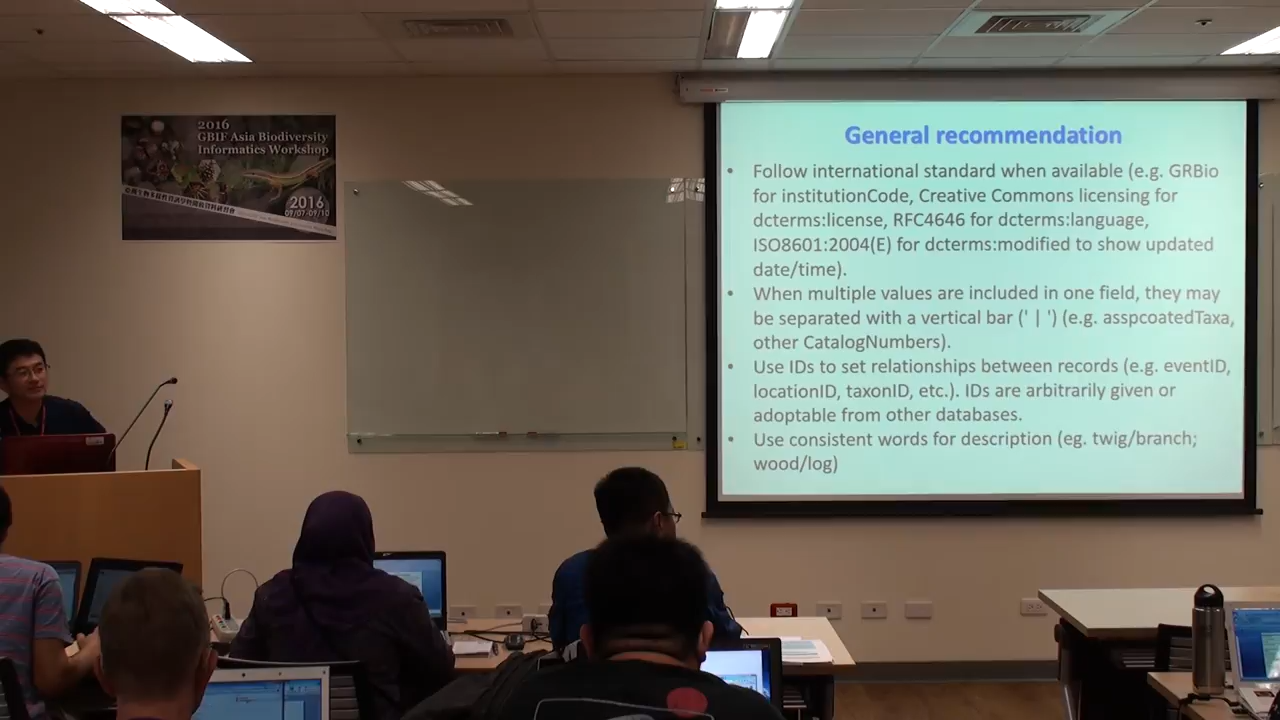 2016
GBIF Asia Biodiversity
Informatics Workshop
2016
09/07-09/10
General recommendation
• Follow international standard when available (e.g. GRBio
for institutionCode, Creative Commons licensing for
dcterms:license, RFC4646 for dcterms:language,
ISO8601:2004(E) for dcterms:modified to show updated
date/time).
• When multiple values are included in one field, they may
be separated with a vertical bar (' | ') (e.g. asspcoatedTaxa,
other CatalogNumbers).
• Use IDs to set relationships between records (e.g. eventID,
locationID, taxonID, etc.). IDs are arbitrarily given or
adoptable from other databases.
• Use consistent words for description (eg. twig/branch;
wood/log)